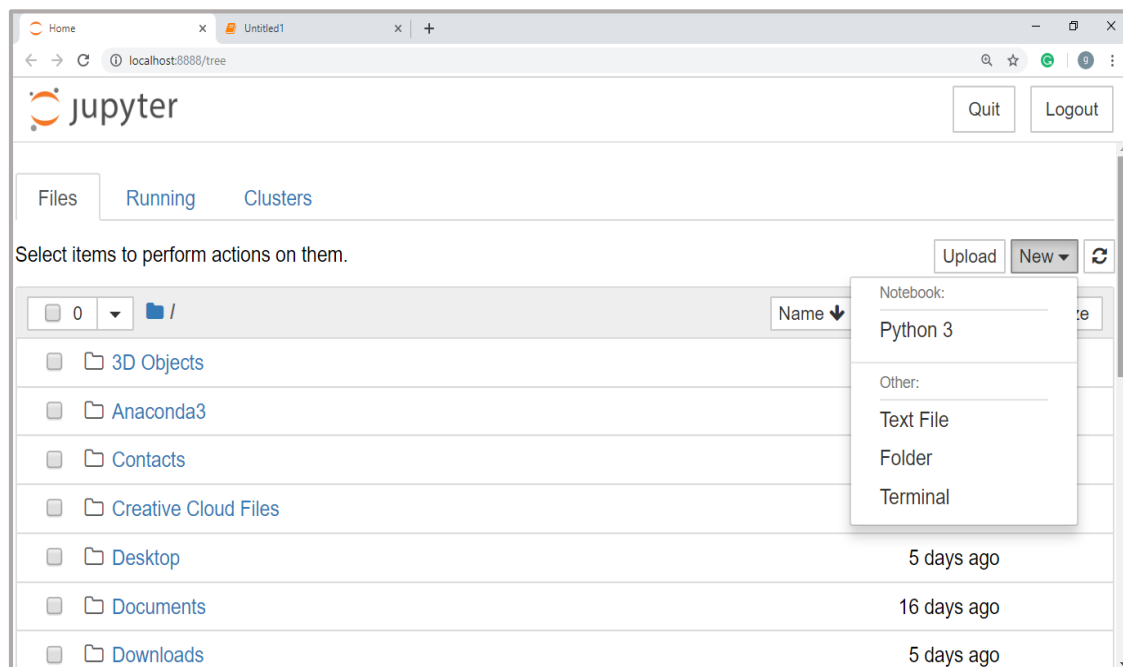 Home
Untitled1
localhost:8888/tree
g
jupyter
Quit
Logout
Files
Running
Clusters
Select items to perform actions on them.
Upload
New
0
/
Name
ze
Notebook:
Python 3
Other:
Text File
Folder
Terminal
3D Objects
Anaconda3
Contacts
Creative Cloud Files
Desktop
5 days ago
Documents
16 days ago
Downloads
5 days ago